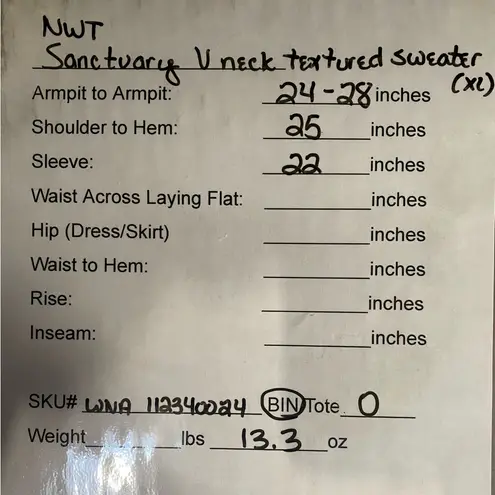 NWT
Sanctuary V neck textured sweater
(XL)
Armpit to Armpit: 24-28 inches
Shoulder to Hem: 25 inches
Sleeve: 22 inches
Waist Across Laying Flat: inches
Hip (Dress/Skirt) inches
Waist to Hem: inches
Rise: inches
Inseam: inches
SKU# WNA 112340024 BIN/Tote O
Weight lbs 13.3 oz